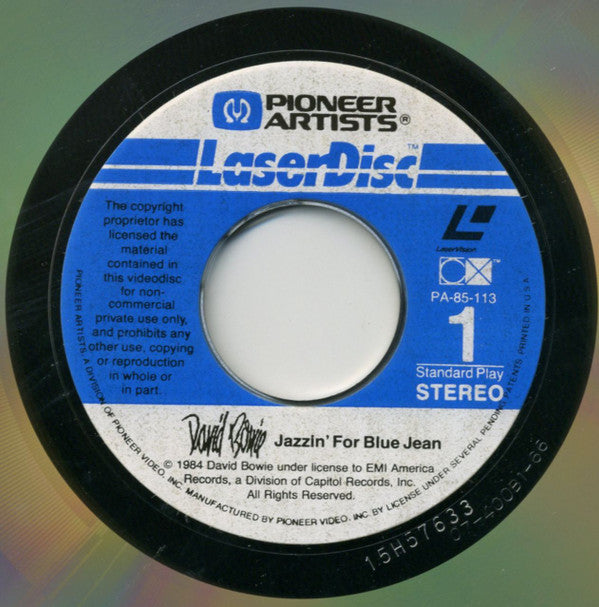 PIONEER
ARTISTS®
LaserDisc™
The copyright
proprietor has
licensed the
material
contained in
this videodisc
for non-
commercial
private use only,
and prohibits any
other use, copying
or reproduction
in whole or
in part.
LaserVision
CX™
PA-85-113
1
Standard Play
STEREO
David Bowie Jazzin' For Blue Jean
© 1984 David Bowie under license to EMI America
Records, a Division of Capitol Records, Inc.
All Rights Reserved.
PIONEER ARTISTS, A DIVISION OF PIONEER VIDEO, INC. MANUFACTURED BY PIONEER VIDEO, INC. BY LICENSE UNDER SEVERAL PENDING PATENTS. PRINTED IN U.S.A.
15H57633